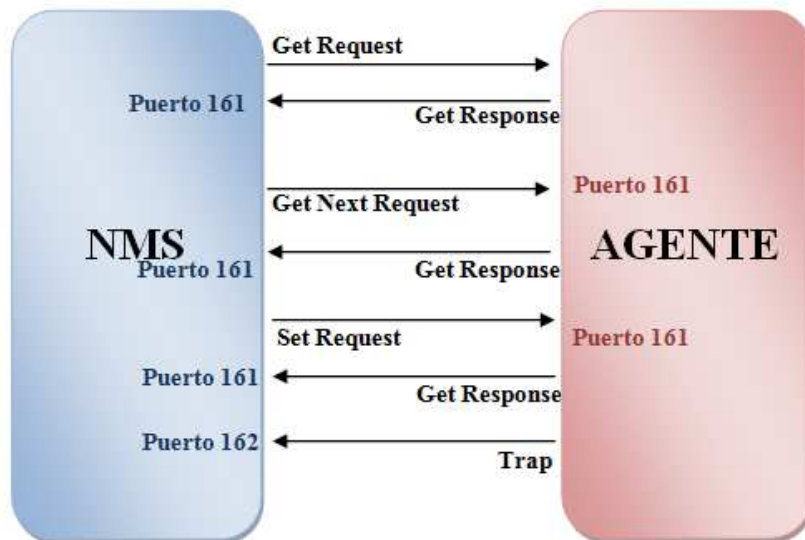 Get Request
Puerto 161
Get Response
Puerto 161
Get Next Request
NMS
AGENTE
Puerto 161
Get Response
Set Request
Puerto 161
Puerto 161
Get Response
Puerto 162
Trap